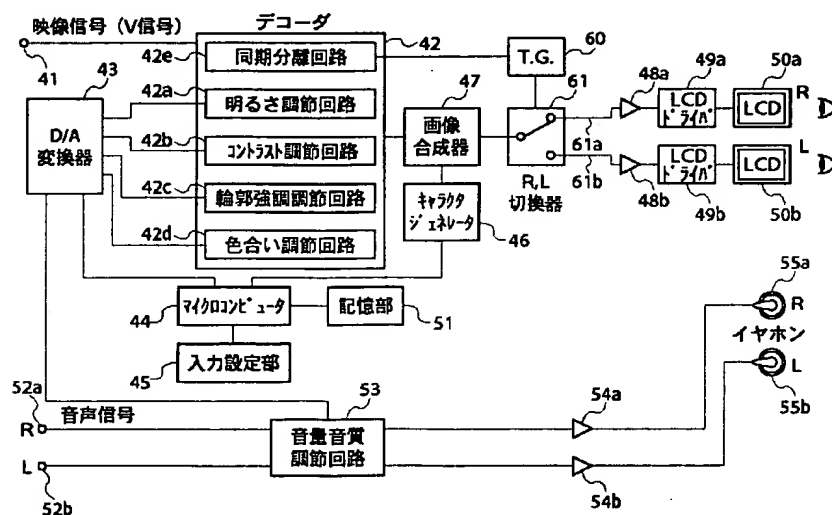 映像信号(V信号)
41
デコーダ
42
42e
同期分離回路
42a
明るさ調節回路
42b
コントラスト調節回路
42c
輪郭強調調節回路
42d
色合い調節回路
43
D/A
変換器
47
画像
合成器
キャラクタ
ジェネレータ
46
T.G.
60
61
61a
61b
R,L
切換器
48a
48b
49a
LCD
ドライバ
LCD
ドライバ
49b
50a
LCD
R
L
LCD
50b
マイクロコンピュータ
44
記憶部
51
入力設定部
45
52a
音声信号
R
L
52b
53
音量音質
調節回路
54a
54b
55a
R
イヤホン
L
55b